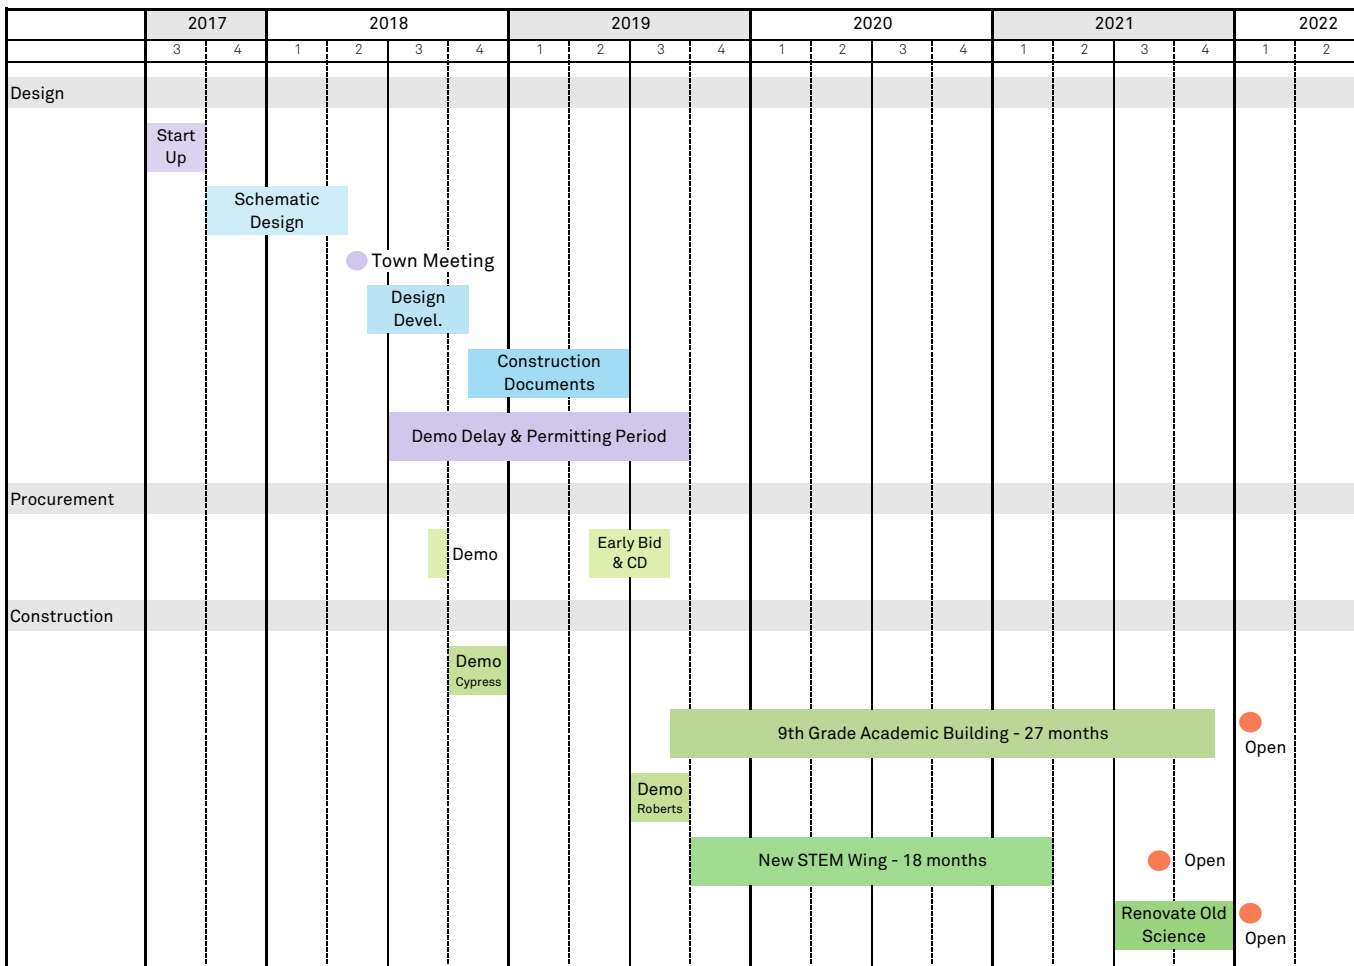 2017 2018 2019 2020 2021 2022
3 4 1 2 3 4 1 2 3 4 1 2 3 4 1 2 3 4 1 2
Design
Start
Up
Schematic
Design
Town Meeting
Design
Devel.
Construction
Documents
Demo Delay & Permitting Period
Procurement
Demo
Early Bid
& CD
Construction
Demo
Cypress
9th Grade Academic Building - 27 months
Open
Demo
Roberts
New STEM Wing - 18 months
Open
Renovate Old
Science
Open